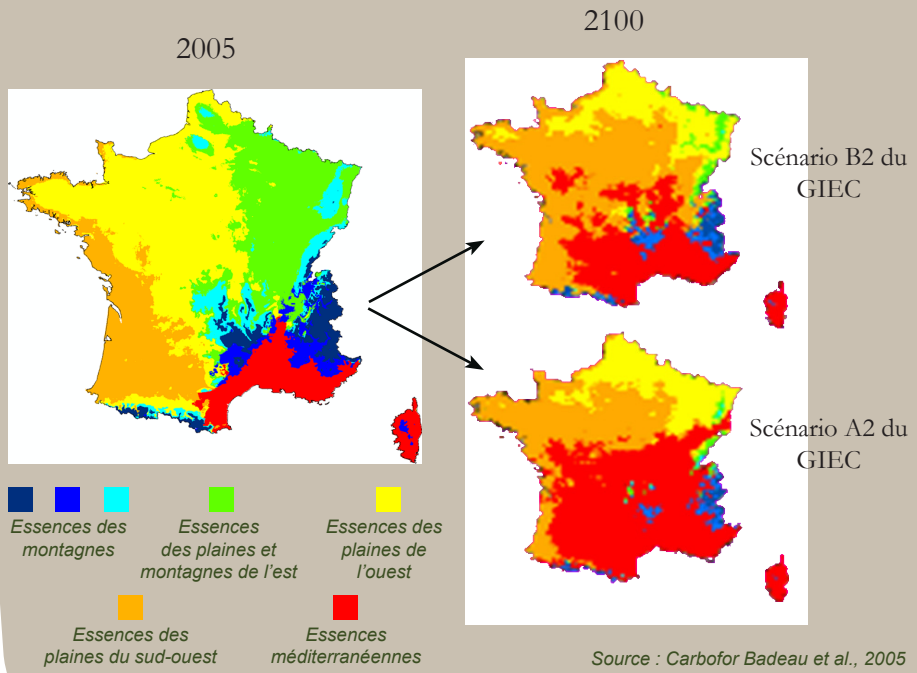 2005
2100
Scénario B2 du
GIEC
Scénario A2 du
GIEC
Essences des
montagnes
Essences
des plaines et
montagnes de l'est
Essences des
plaines de
l'ouest
Essences des
plaines du sud-ouest
Essences
méditerranéennes
Source : Carbofor Badeau et al., 2005